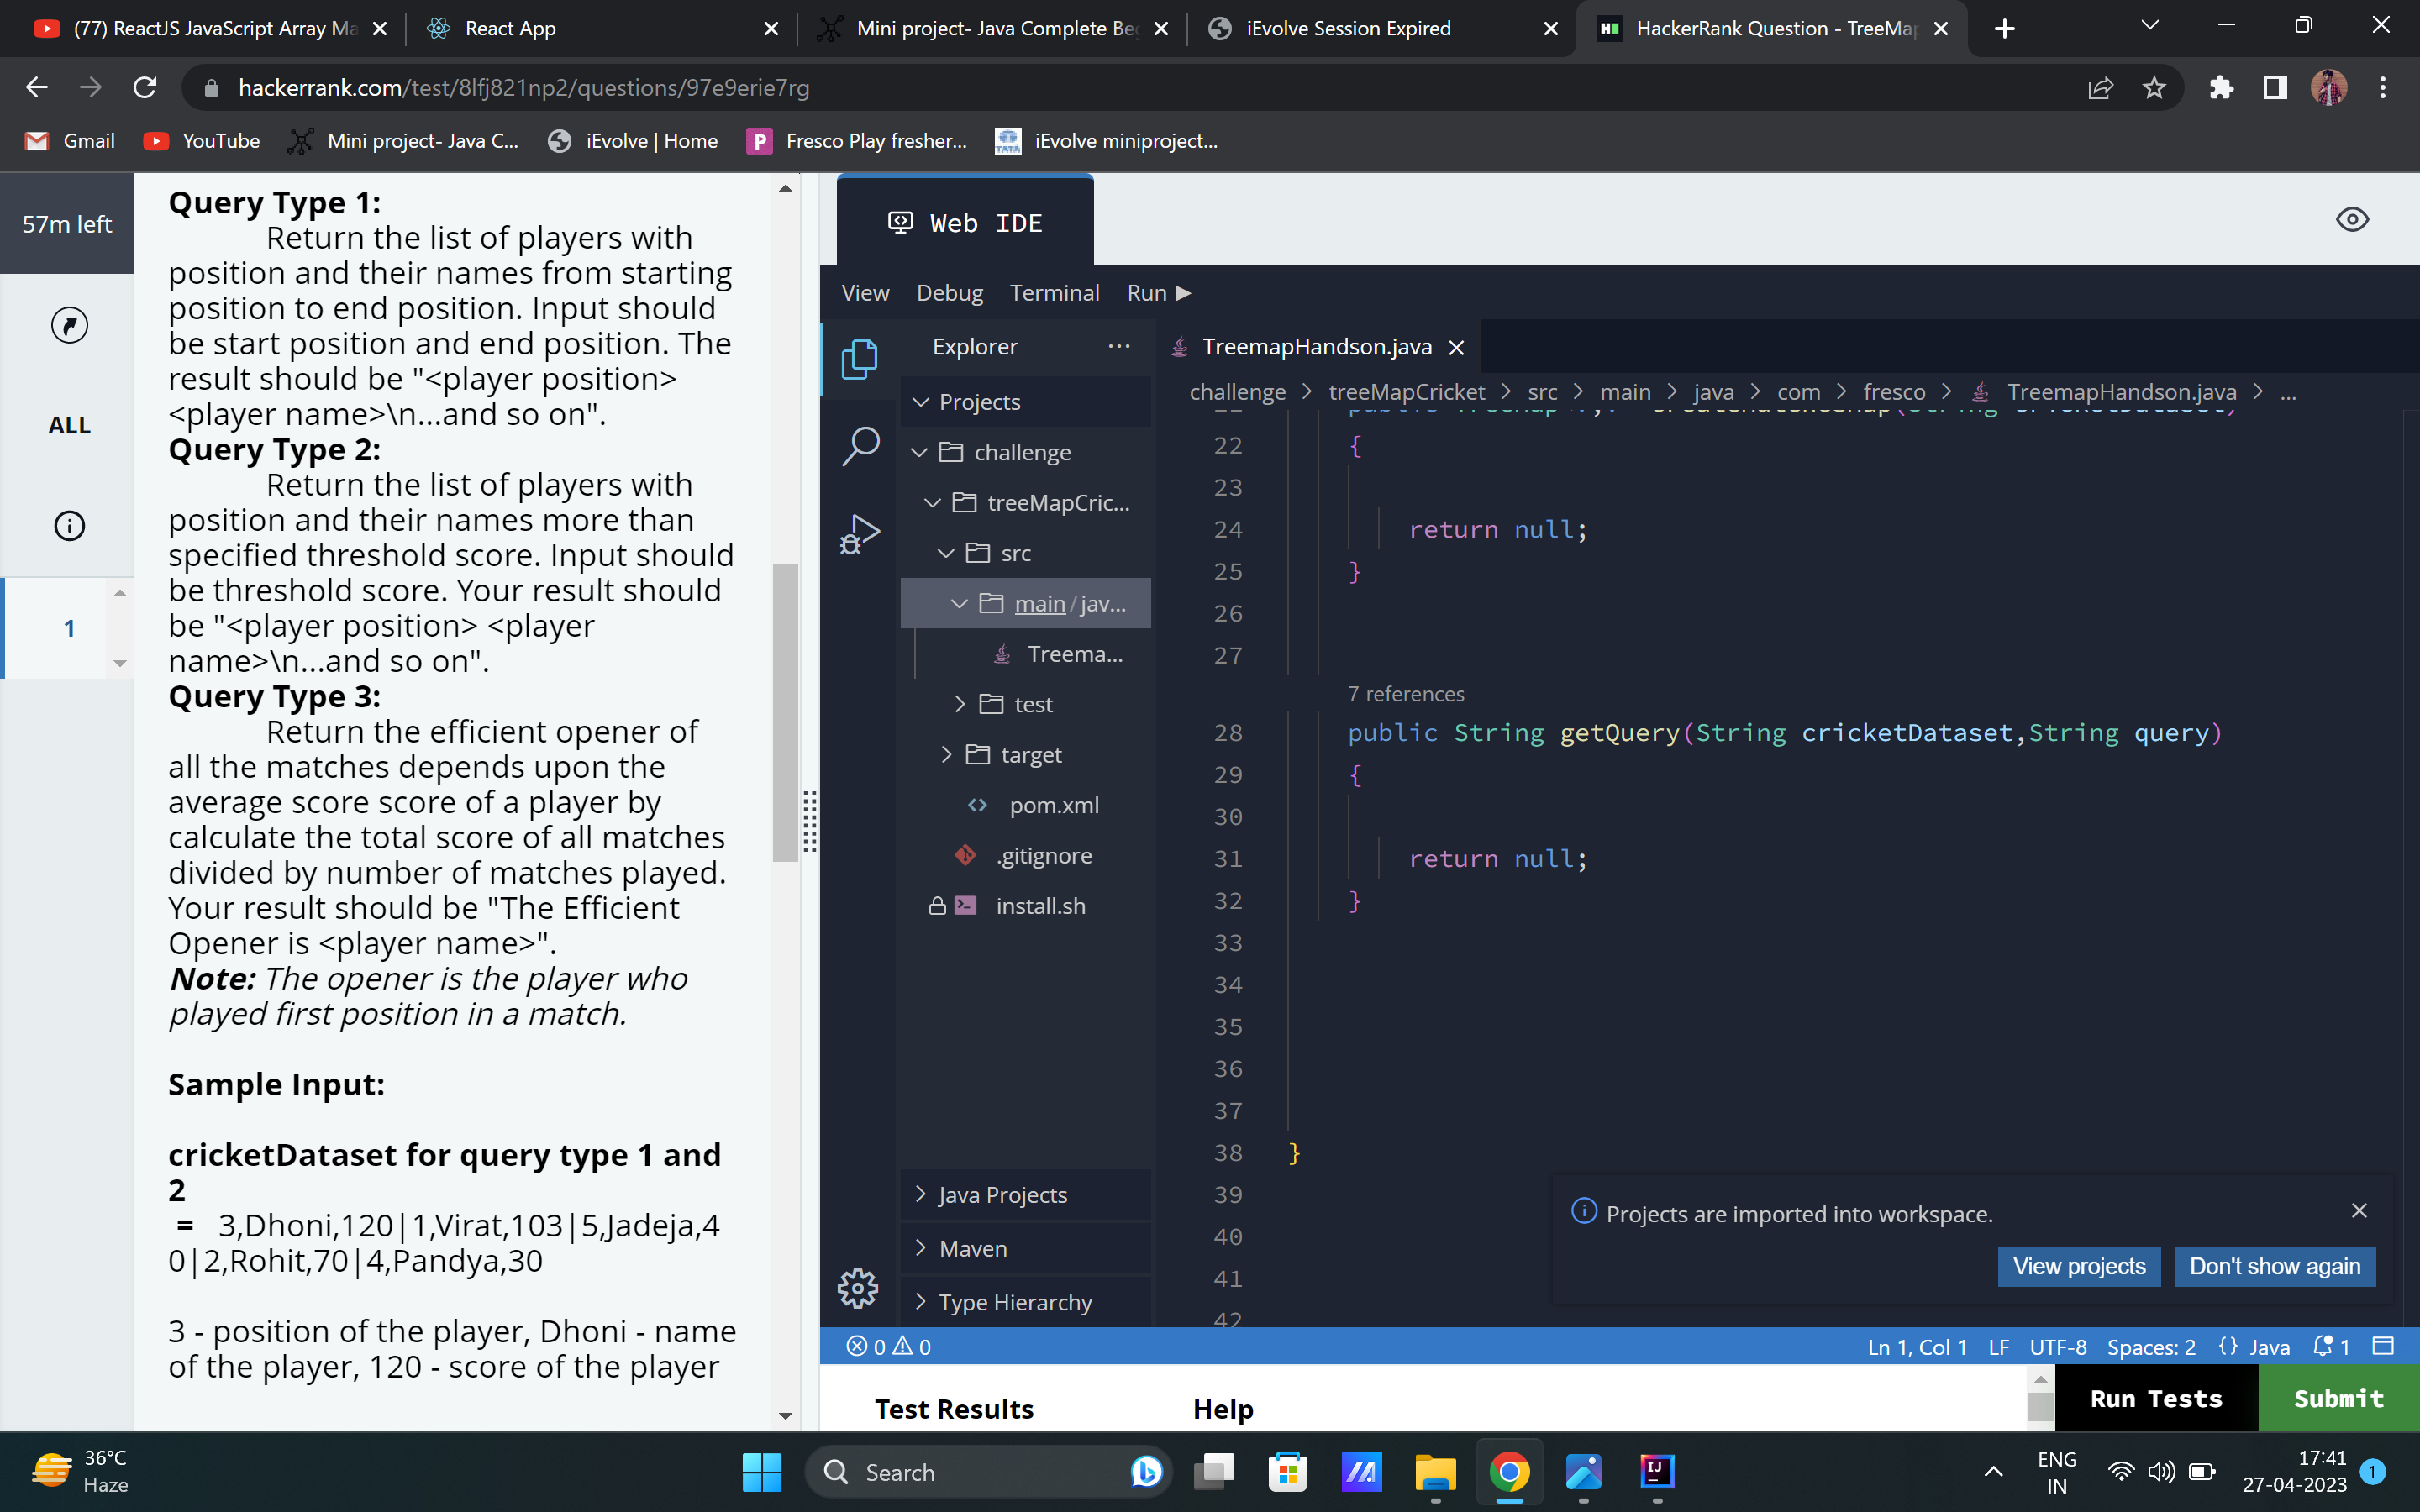 (77) ReactJS JavaScript Array Ma
React App
Mini project- Java Complete Be
iEvolve Session Expired
HackerRank Question - TreeMap
hackerrank.com/test/8lfj821np2/questions/97e9erie7rg
Gmail
YouTube
Mini project- Java C...
iEvolve | Home
Fresco Play fresher...
iEvolve miniproject...
57m left
ALL
1
Query Type 1:
Return the list of players with
position and their names from starting
position to end position. Input should
be start position and end position. The
result should be "<player position>
<player name>\n...and so on".
Query Type 2:
Return the list of players with
position and their names more than
specified threshold score. Input should
be threshold score. Your result should
be "<player position> <player
name>\n...and so on".
Query Type 3:
Return the efficient opener of
all the matches depends upon the
average score score of a player by
calculate the total score of all matches
divided by number of matches played.
Your result should be "The Efficient
Opener is <player name>".
Note: The opener is the player who
played first position in a match.
Sample Input:
cricketDataset for query type 1 and
2
= 3,Dhoni,120|1,Virat,103|5,Jadeja,4
0|2,Rohit,70|4,Pandya,30
3 - position of the player, Dhoni - name
of the player, 120 - score of the player
Web IDE
View Debug Terminal Run
Explorer ...
Projects
challenge
treeMapCric...
src
main/jav...
Treema...
test
target
pom.xml
.gitignore
install.sh
Java Projects
Maven
Type Hierarchy
TreemapHandson.java
challenge > treeMapCricket > src > main > java > com > fresco > TreemapHandson.java > ...
22 {
23
24 return null;
25 }
26
27
7 references
28 public String getQuery(String cricketDataset,String query)
29 {
30
31 return null;
32 }
33
34
35
36
37
38 }
39
40
41
42
Projects are imported into workspace.
View projects
Don't show again
0 0
Ln 1, Col 1 LF UTF-8 Spaces: 2 {} Java 1
Test Results
Help
Run Tests
Submit
36°C
Haze
Search
ENG
IN
17:41
27-04-2023
1